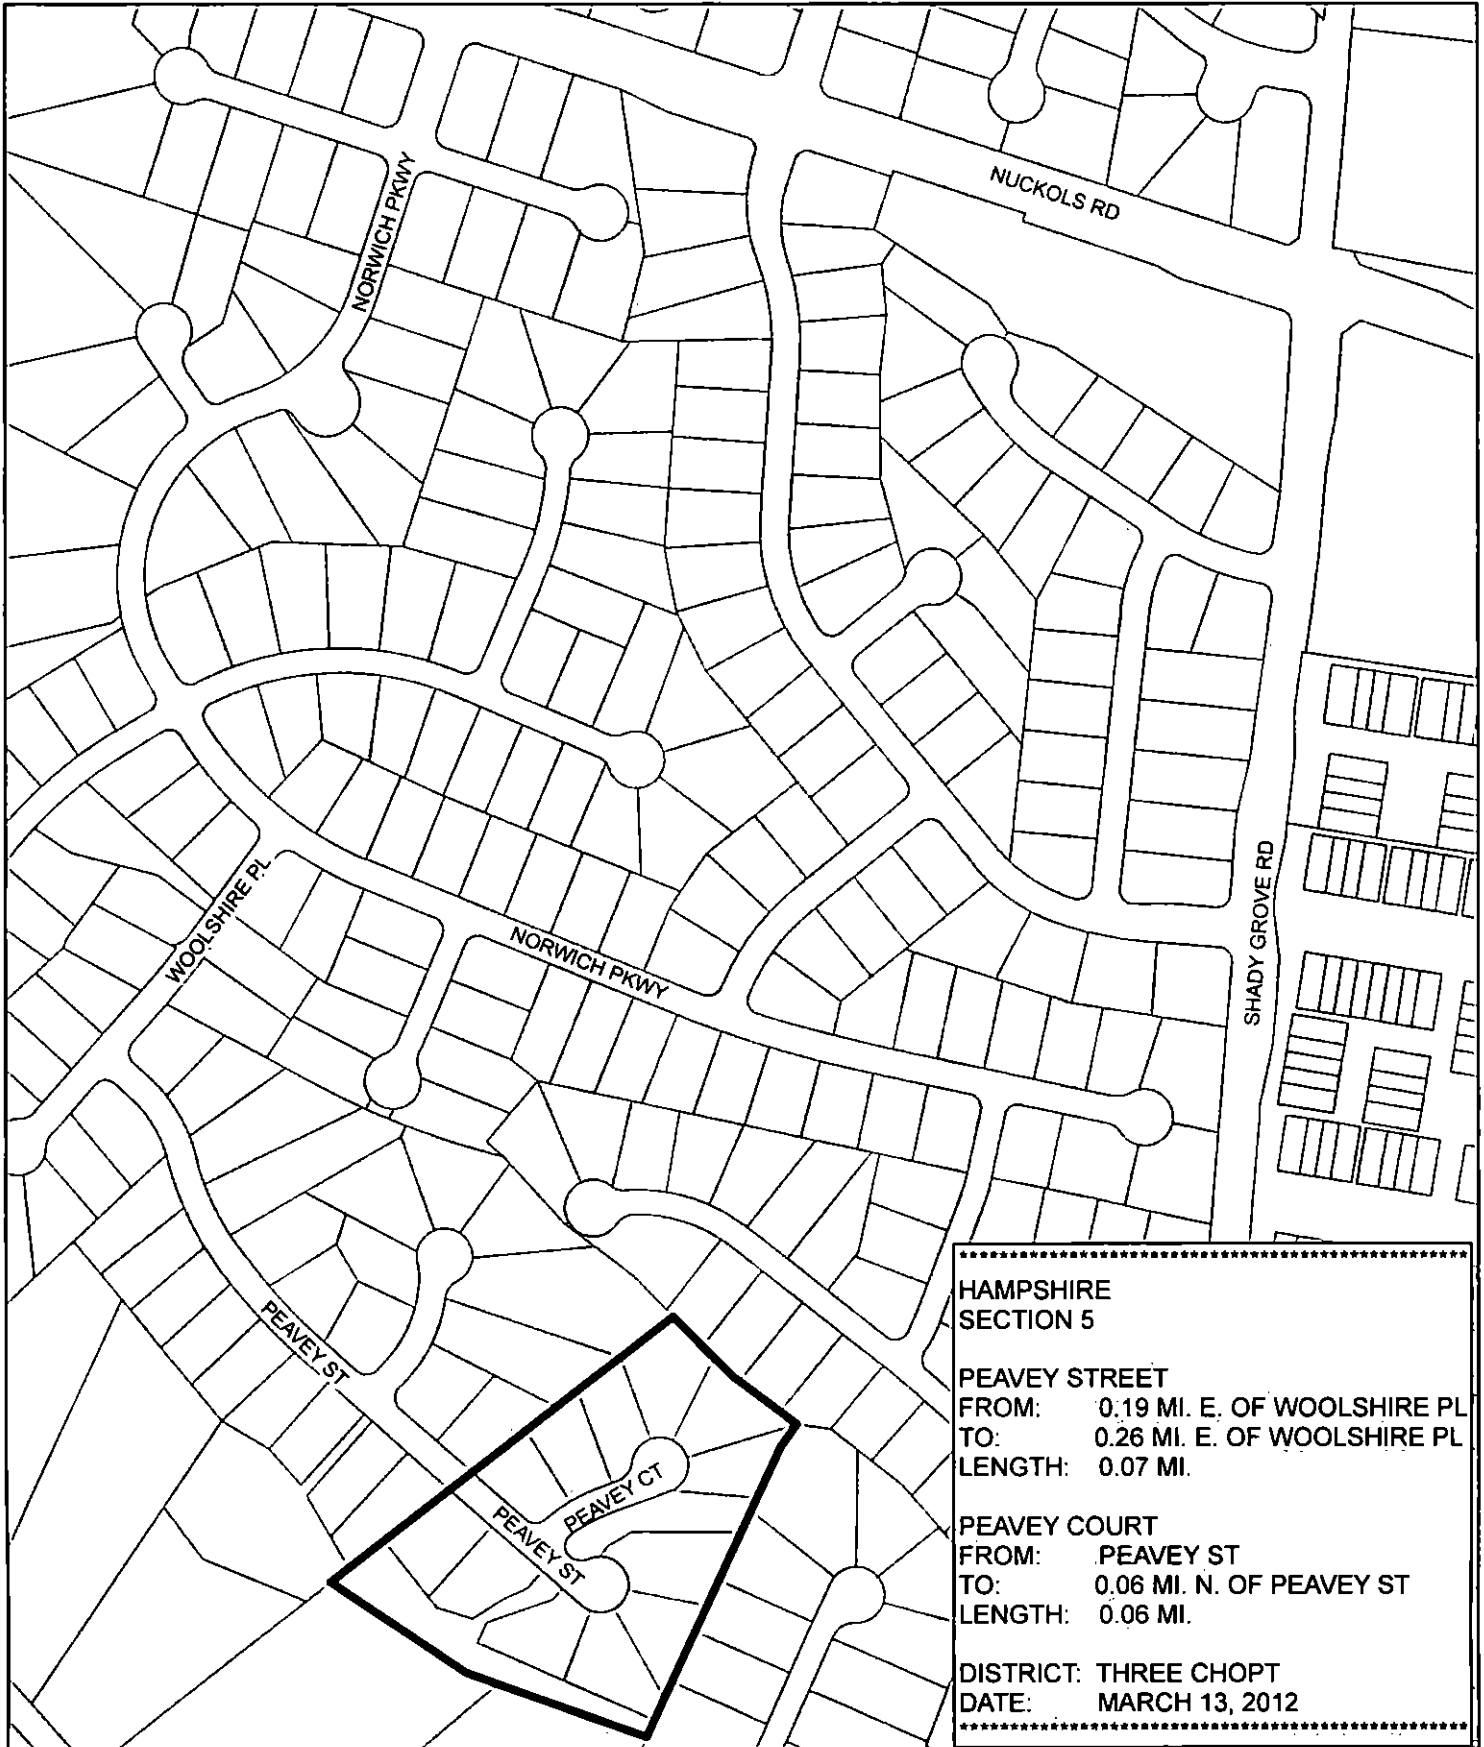 NUCKOLS RD
NORWICH PKWY
WOOLSHIRE PL
NORWICH PKWY
SHADY GROVE RD
PEAVEY ST
PEAVEY CT
PEAVEY ST
HAMPSHIRE
SECTION 5
PEAVEY STREET
FROM: 0.19 MI. E. OF WOOLSHIRE PL
TO: 0.26 MI. E. OF WOOLSHIRE PL
LENGTH: 0.07 MI.
PEAVEY COURT
FROM: PEAVEY ST
TO: 0.06 MI. N. OF PEAVEY ST
LENGTH: 0.06 MI.
DISTRICT: THREE CHOPT
DATE: MARCH 13, 2012